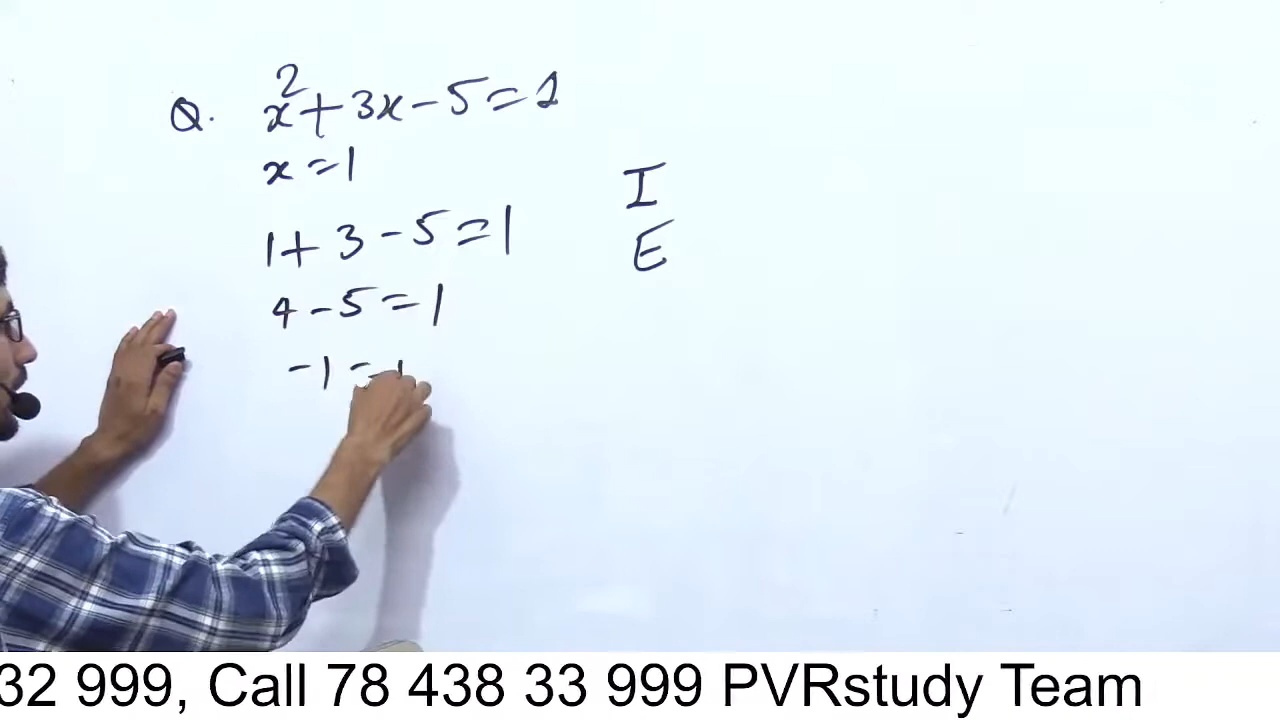 Q. x²+3x-5=1
x=1
1+3-5=1
4-5=1
-1=1
I
E
32 999, Call 78 438 33 999 PVRstudy Team